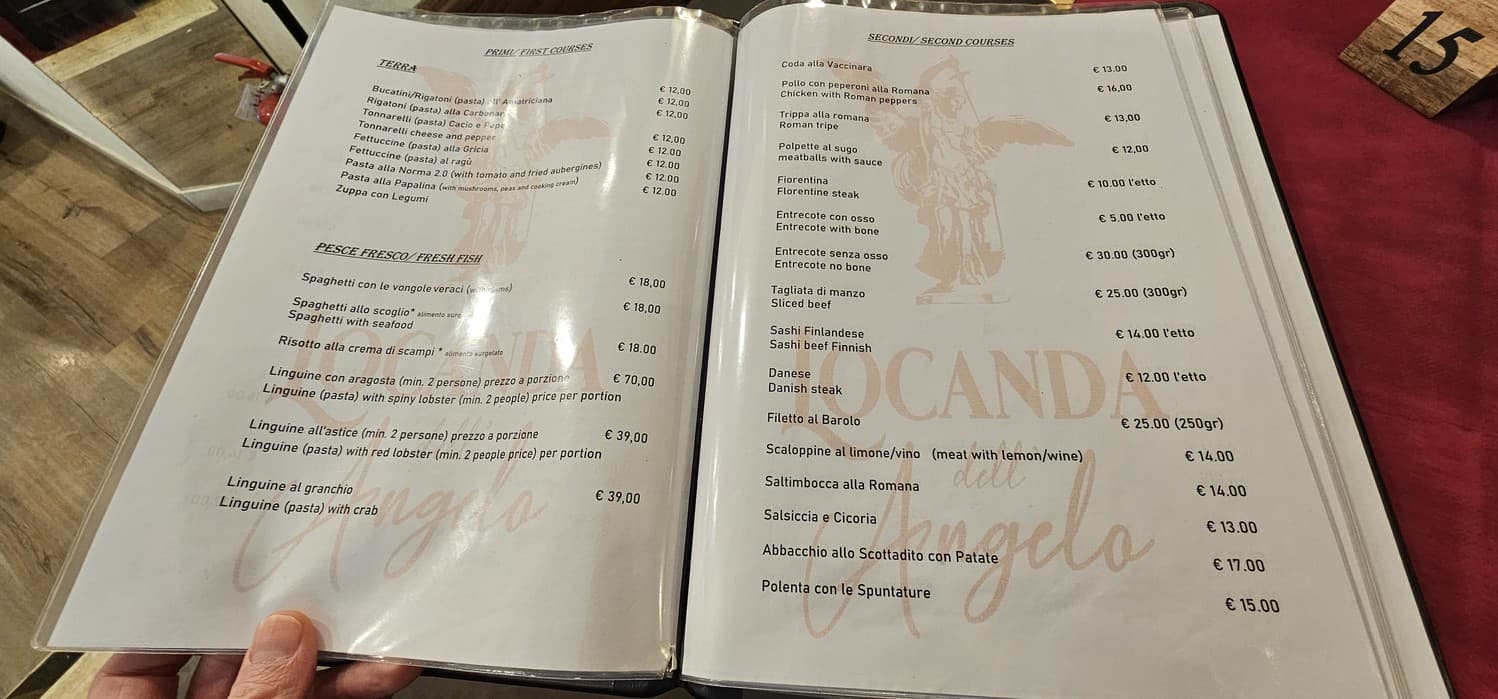 PRIMI/ FIRST COURSES
TERRA
Bucatini/Rigatoni (pasta) all' Amatriciana € 12,00
Rigatoni (pasta) alla Carbonara € 12,00
Tonnarelli (pasta) Cacio e Pepe € 12,00
Tonnarelli cheese and pepper
Fettuccine (pasta) alla Gricia € 12,00
Fettuccine (pasta) al ragù € 12.00
Pasta alla Norma 2.0 (with tomato and fried aubergines) € 12.00
Pasta alla Papalina (with mushrooms, peas and cooking cream) € 12.00
Zuppa con Legumi € 12.00
PESCE FRESCO/ FRESH FISH
Spaghetti con le vongole veraci (with clams) € 18,00
Spaghetti allo scoglio* alimento € 18,00
Spaghetti with seafood
Risotto alla crema di scampi * alimento surgelato € 18.00
Linguine con aragosta (min. 2 persone) prezzo a porzione € 70,00
Linguine (pasta) with spiny lobster (min. 2 people) price per portion
Linguine all'astice (min. 2 persone) prezzo a porzione € 39,00
Linguine (pasta) with red lobster (min. 2 people price) per portion
Linguine al granchio € 39,00
Linguine (pasta) with crab
LOCANDA
dell'
Angelo
SECONDI/ SECOND COURSES
Coda alla Vaccinara € 13.00
Pollo con peperoni alla Romana € 16,00
Chicken with Roman peppers
Trippa alla romana € 13,00
Roman tripe
Polpette al sugo € 12,00
meatballs with sauce
Fiorentina € 10.00 l'etto
Florentine steak
Entrecote con osso € 5.00 l'etto
Entrecote with bone
Entrecote senza osso € 30.00 (300gr)
Entrecote no bone
Tagliata di manzo € 25.00 (300gr)
Sliced beef
Sashi Finlandese € 14.00 l'etto
Sashi beef Finnish
Danese € 12.00 l'etto
Danish steak
Filetto al Barolo € 25.00 (250gr)
Scaloppine al limone/vino (meat with lemon/wine) € 14.00
Saltimbocca alla Romana € 14.00
Salsiccia e Cicoria € 13.00
Abbacchio allo Scottadito con Patate € 17.00
Polenta con le Spuntature € 15.00
LOCANDA
dell'
Angelo
15